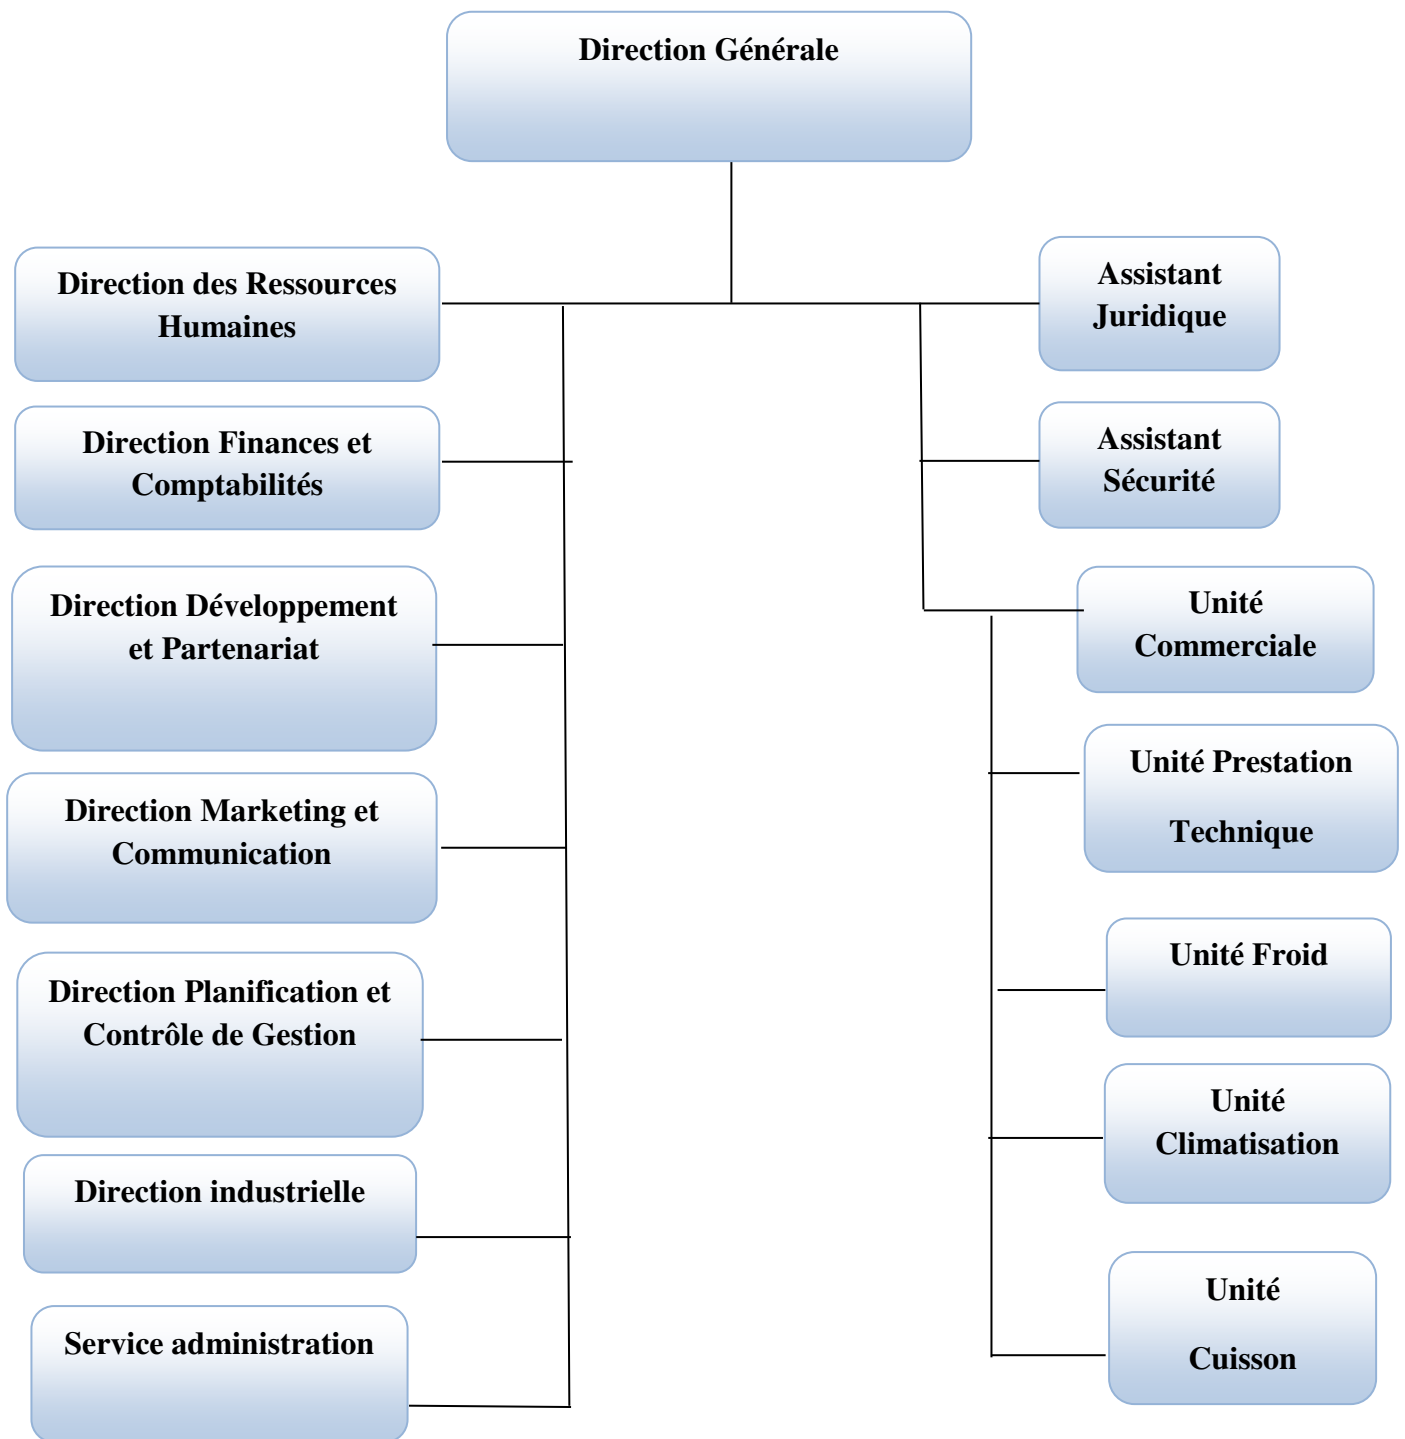 Direction Générale
Direction des Ressources
Humaines
Direction Finances et
Comptabilités
Direction Développement
et Partenariat
Direction Marketing et
Communication
Direction Planification et
Contrôle de Gestion
Direction industrielle
Service administration
Assistant
Juridique
Assistant
Sécurité
Unité
Commerciale
Unité Prestation
Technique
Unité Froid
Unité
Climatisation
Unité
Cuisson